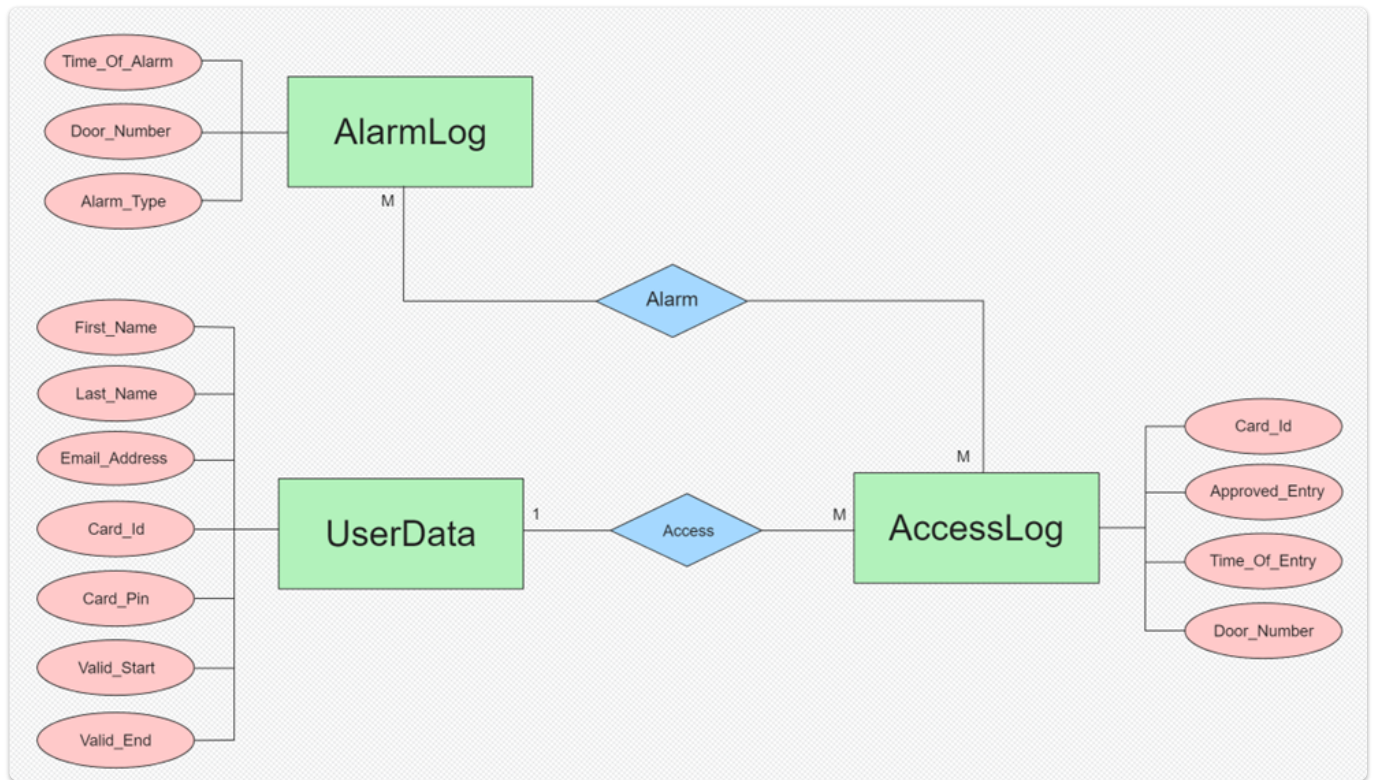 Time_Of_Alarm
Door_Number
Alarm_Type
AlarmLog
M
Alarm
First_Name
Last_Name
Email_Address
Card_Id
Card_Pin
Valid_Start
Valid_End
UserData
1
Access
M
M
AccessLog
Card_Id
Approved_Entry
Time_Of_Entry
Door_Number